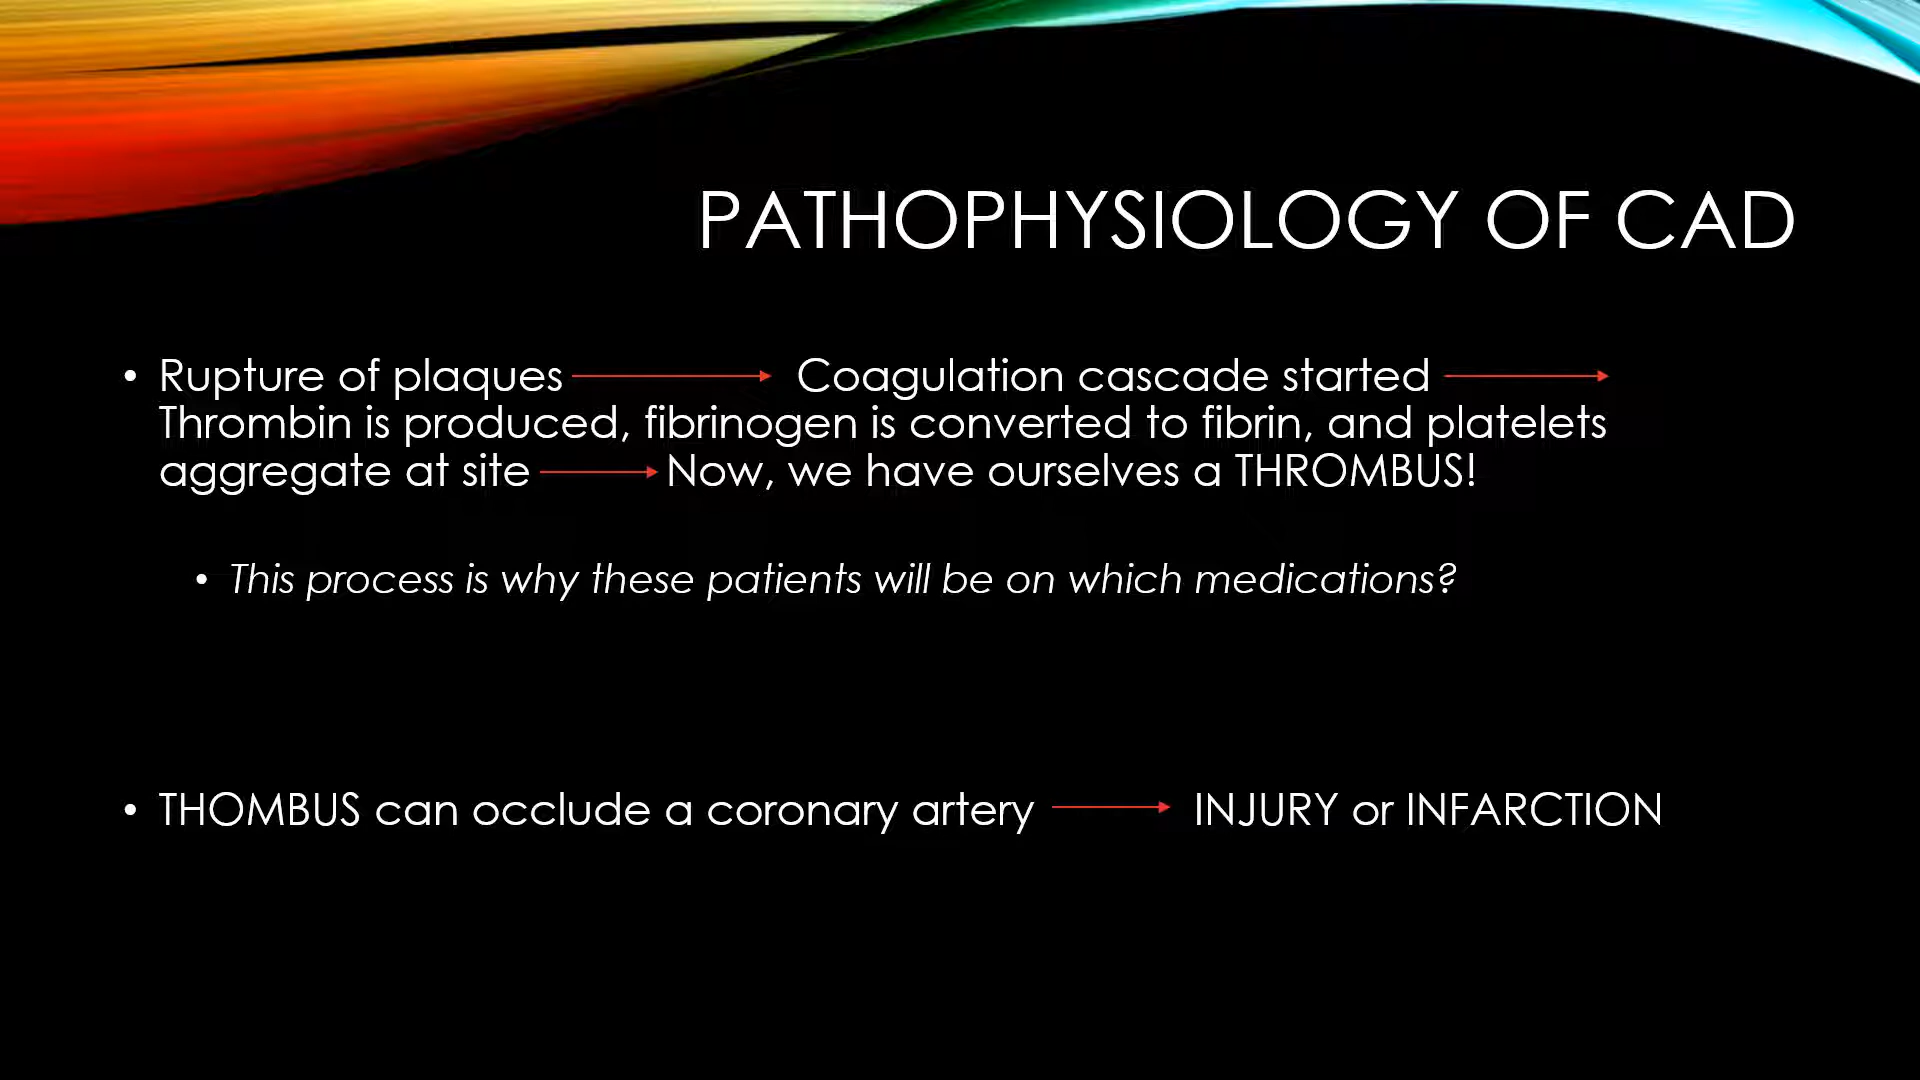 PATHOPHYSIOLOGY OF CAD
• Rupture of plaques Coagulation cascade started
Thrombin is produced, fibrinogen is converted to fibrin, and platelets
aggregate at site Now, we have ourselves a THROMBUS!
• This process is why these patients will be on which medications?
• THOMBUS can occlude a coronary artery INJURY or INFARCTION